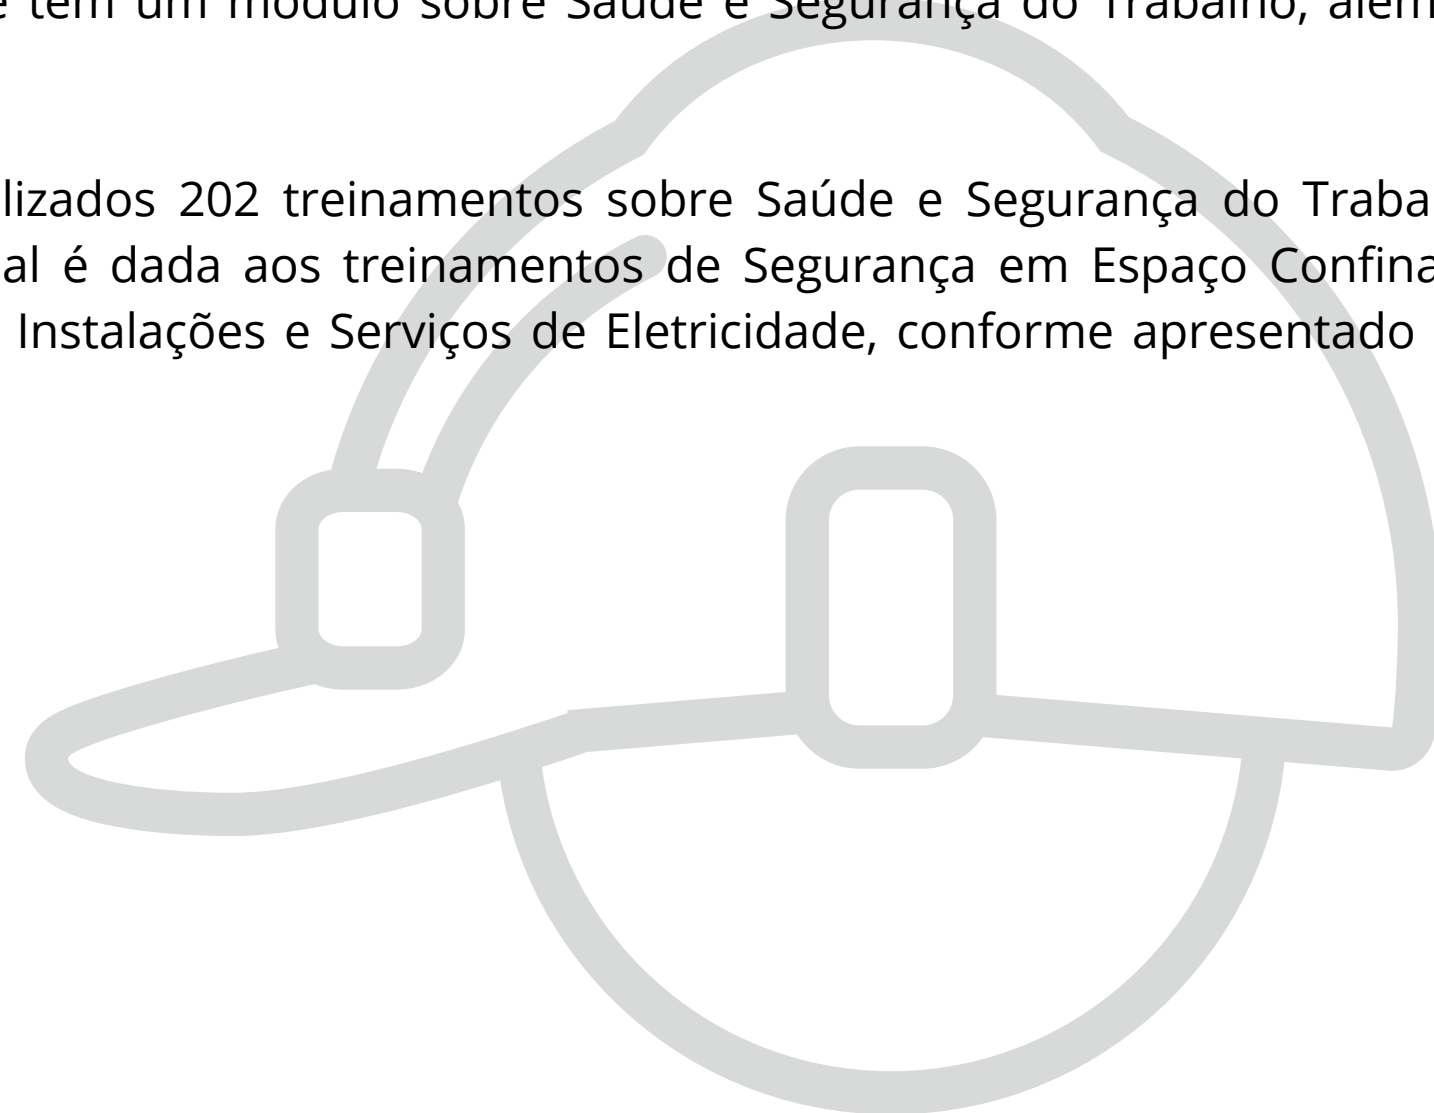 e tem um módulo sobre Saúde e Segurança do Trabalho, além
lizados 202 treinamentos sobre Saúde e Segurança do Traba
al é dada aos treinamentos de Segurança em Espaço Confina
Instalações e Serviços de Eletricidade, conforme apresentado